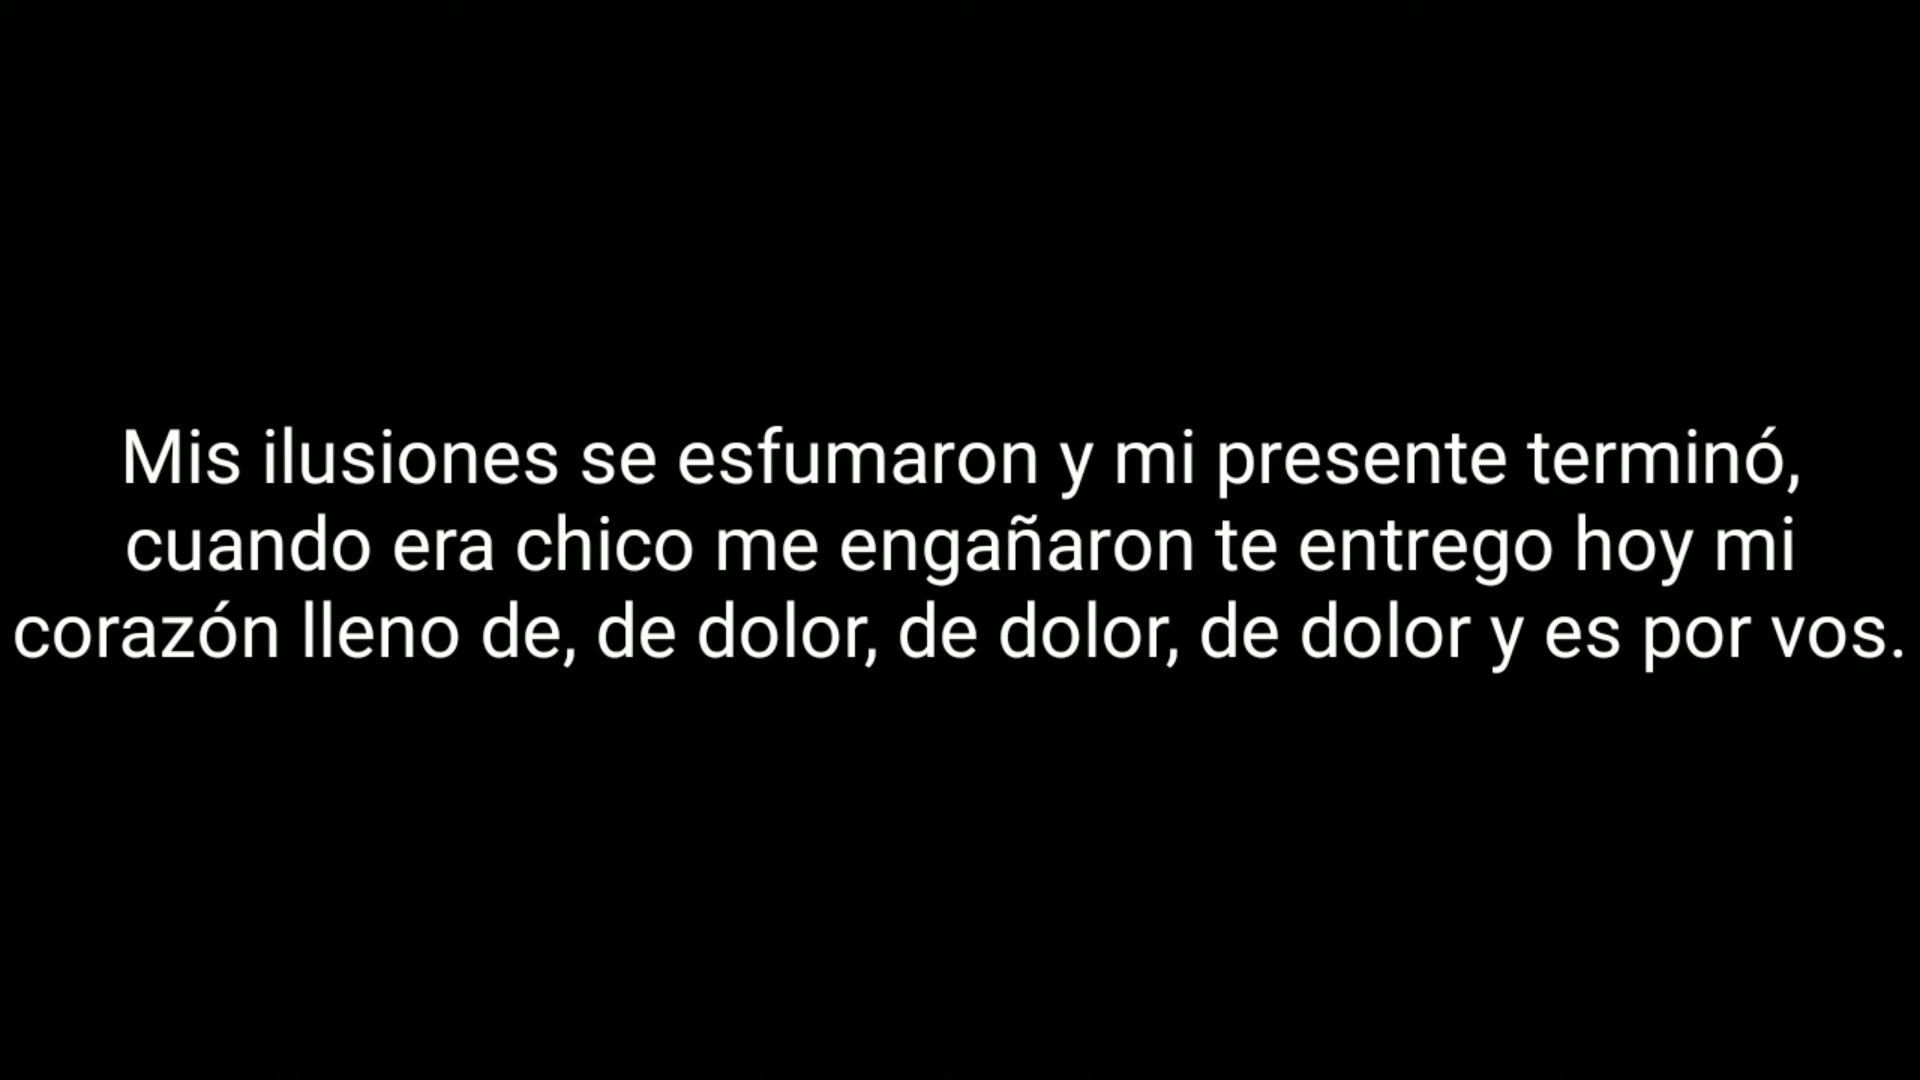 Mis ilusiones se esfumaron y mi presente terminó,
cuando era chico me engañaron te entrego hoy mi
corazón lleno de, de dolor, de dolor, de dolor y es por vos.